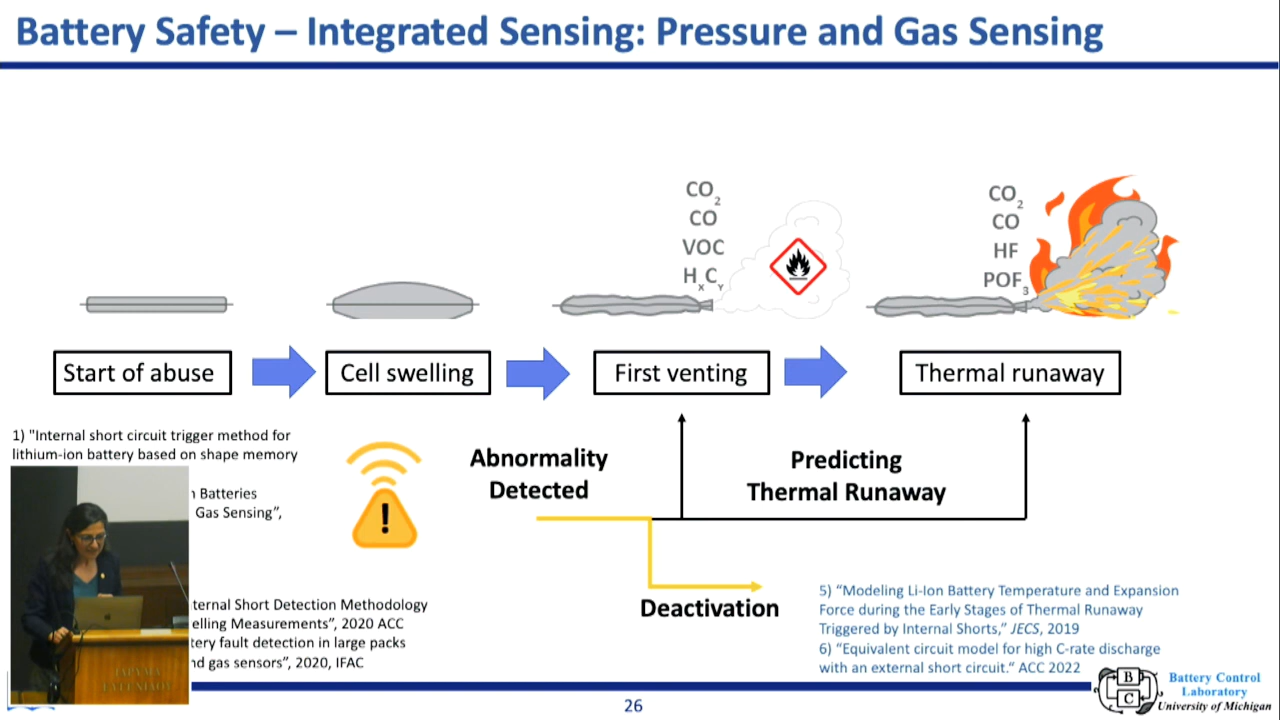 Battery Safety – Integrated Sensing: Pressure and Gas Sensing
CO₂
CO
VOC
HₓCᵧ
CO₂
CO
HF
POF₃
Start of abuse
Cell swelling
First venting
Thermal runaway
1) "Internal short circuit trigger method for
lithium-ion battery based on shape memory
Batteries
Gas Sensing”,
!
Abnormality
Detected
Predicting
Thermal Runaway
Deactivation
ternal Short Detection Methodology
elling Measurements”, 2020 ACC
tery fault detection in large packs
nd gas sensors”, 2020, IFAC
5) “Modeling Li-Ion Battery Temperature and Expansion
Force during the Early Stages of Thermal Runaway
Triggered by Internal Shorts,” JECS, 2019
6) “Equivalent circuit model for high C-rate discharge
with an external short circuit.” ACC 2022
26
B
C
Battery Control
Laboratory
University of Michigan